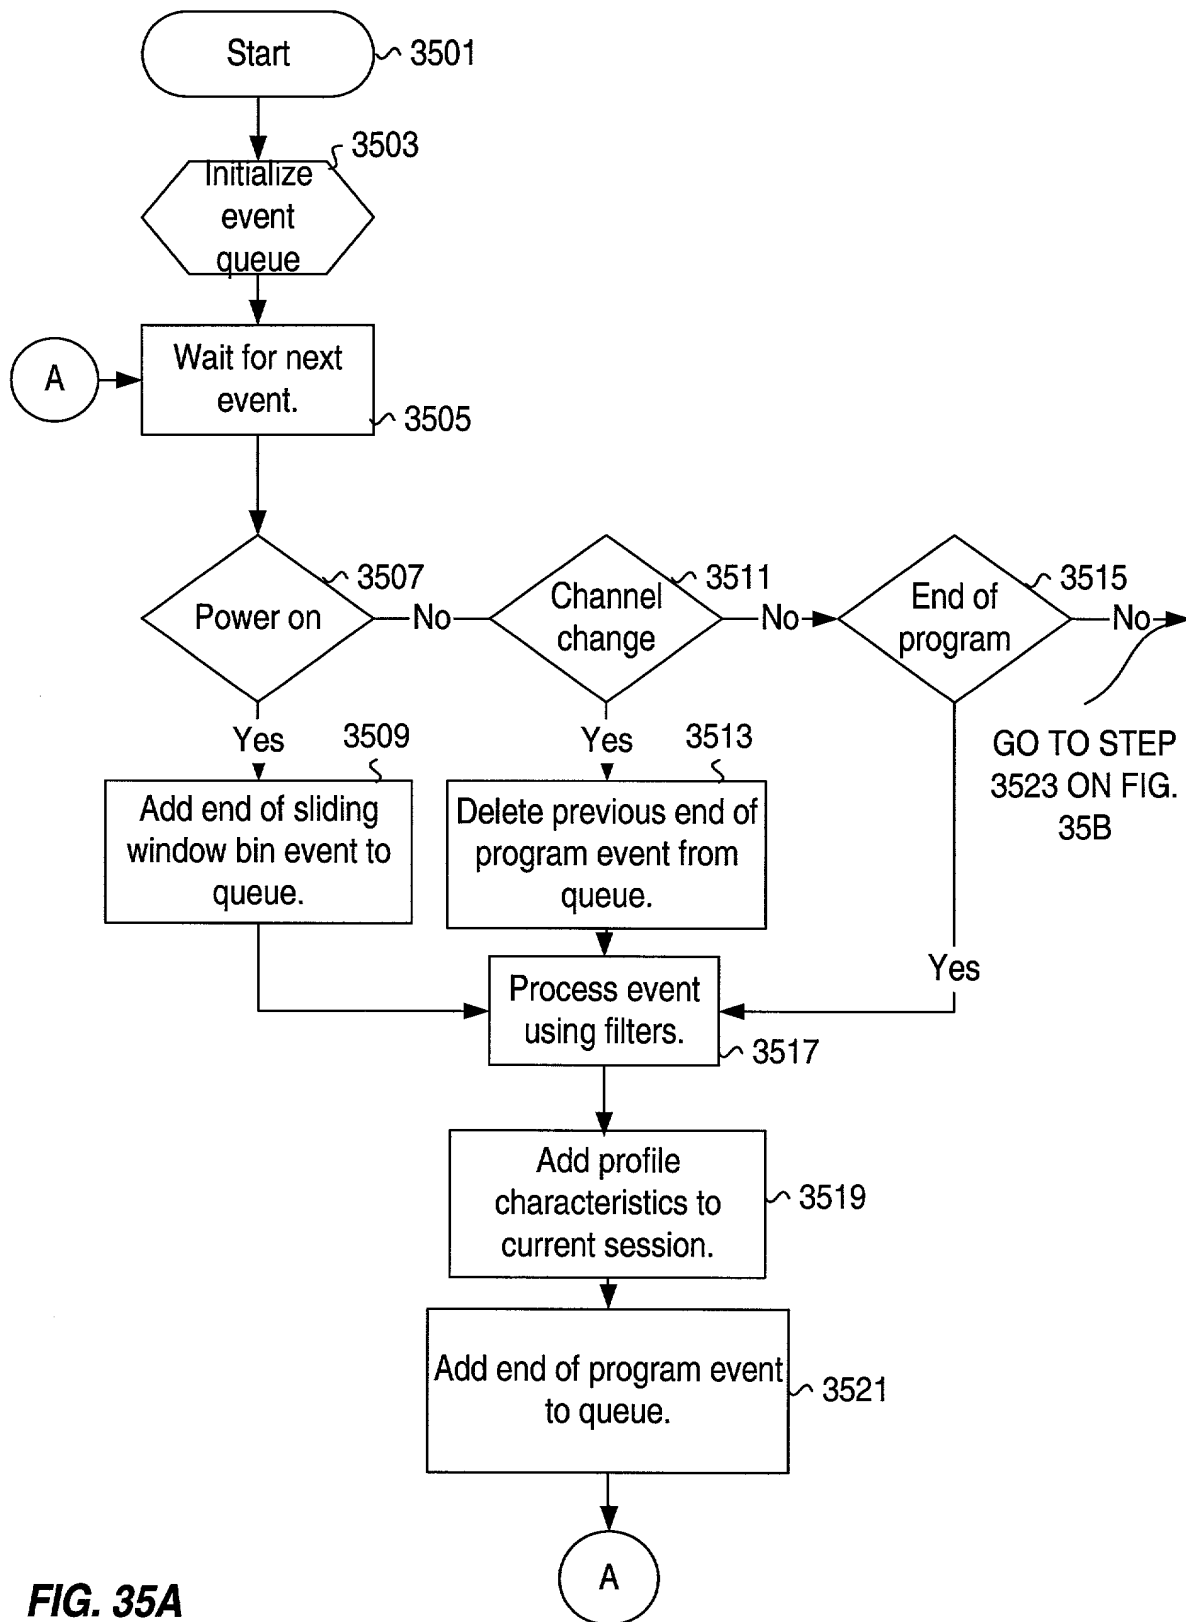 Start
3501
3503
Initialize
event
queue
A
Wait for next
event.
3505
3507
Power on
No
3511
Channel
change
No
3515
End of
program
No
Yes
3509
Yes
3513
GO TO STEP
3523 ON FIG.
35B
Add end of sliding
window bin event to
queue.
Delete previous end of
program event from
queue.
Yes
Process event
using filters.
3517
Add profile
characteristics to
current session.
3519
Add end of program event
to queue.
3521
A
FIG. 35A